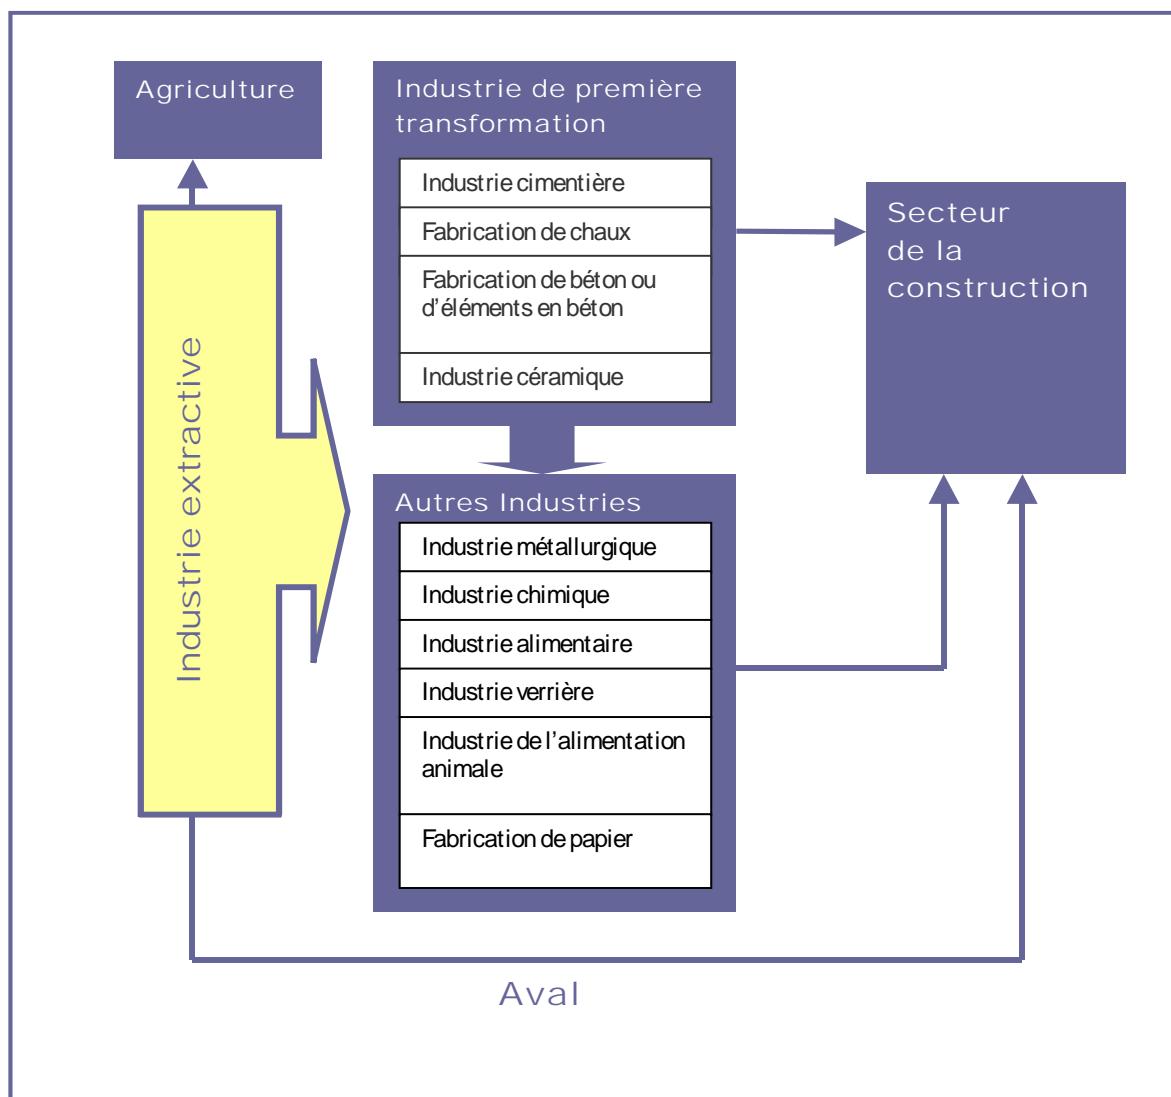 Agriculture
Industrie de première
transformation
Industrie cimentière
Fabrication de chaux
Fabrication de béton ou
d'éléments en béton
Industrie céramique
Secteur
de la
construction
Industrie extractive
Autres Industries
Industrie métallurgique
Industrie chimique
Industrie alimentaire
Industrie verrière
Industrie de l'alimentation
animale
Fabrication de papier
Aval